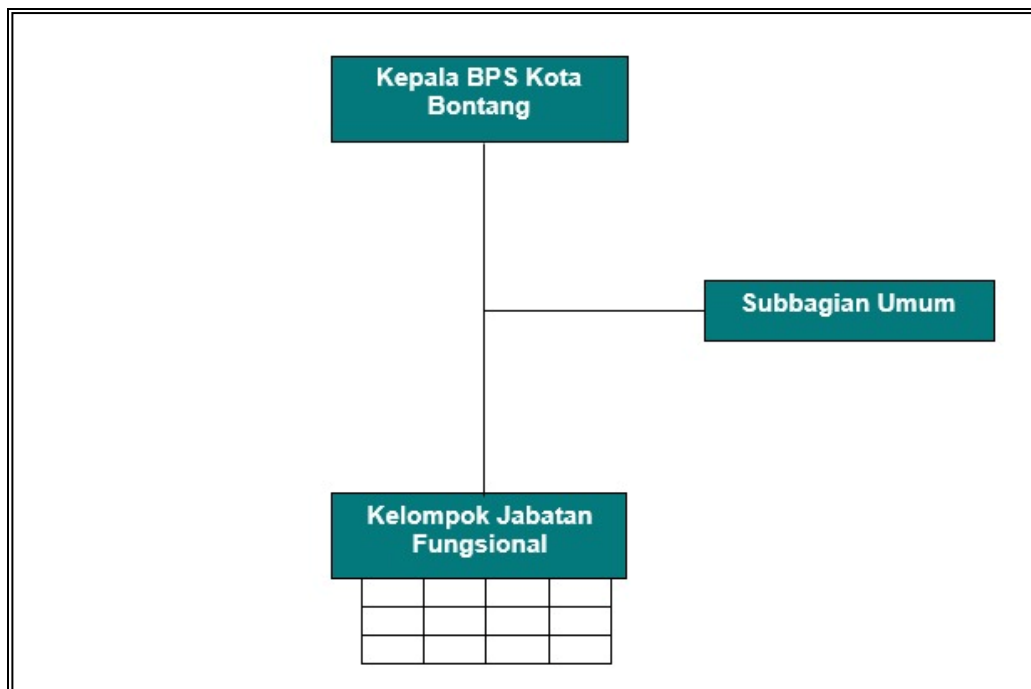 Kepala BPS Kota
Bontang
Subbagian Umum
Kelompok Jabatan
Fungsional